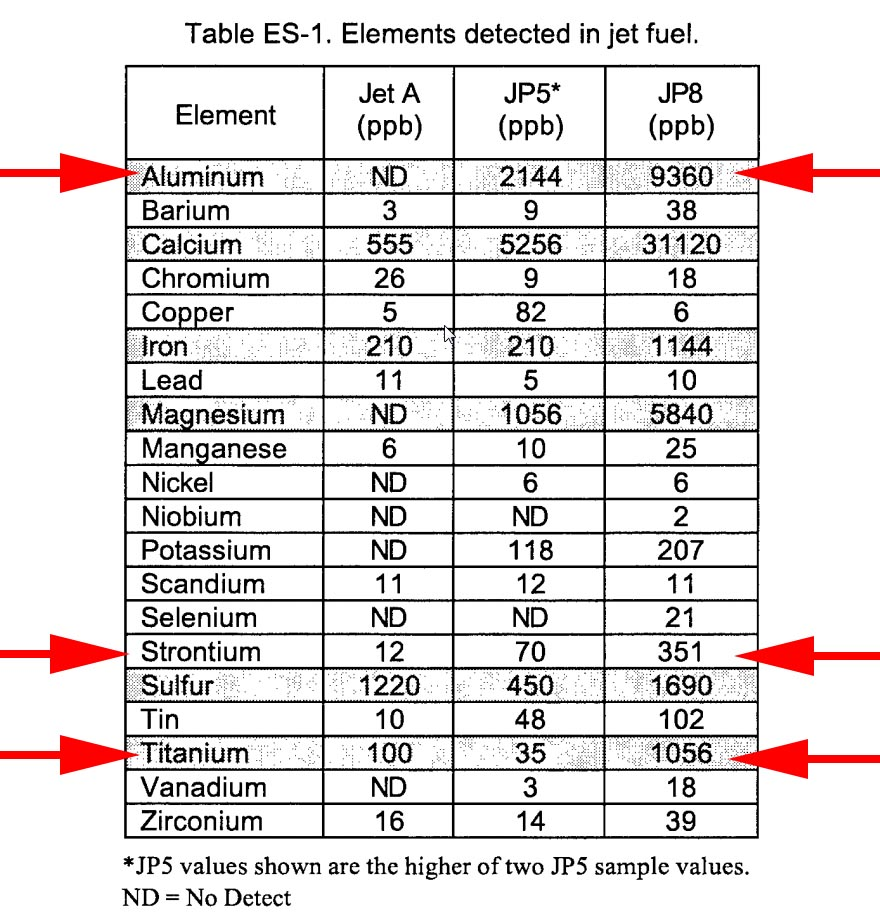 Table ES-1. Elements detected in jet fuel.
Element Jet A (ppb) JP5* (ppb) JP8 (ppb)
Aluminum ND 2144 9360
Barium 3 9 38
Calcium 555 5256 31120
Chromium 26 9 18
Copper 5 82 6
Iron 210 210 1144
Lead 11 5 10
Magnesium ND 1056 5840
Manganese 6 10 25
Nickel ND 6 6
Niobium ND ND 2
Potassium ND 118 207
Scandium 11 12 11
Selenium ND ND 21
Strontium 12 70 351
Sulfur 1220 450 1690
Tin 10 48 102
Titanium 100 35 1056
Vanadium ND 3 18
Zirconium 16 14 39
*JP5 values shown are the higher of two JP5 sample values.
ND = No Detect